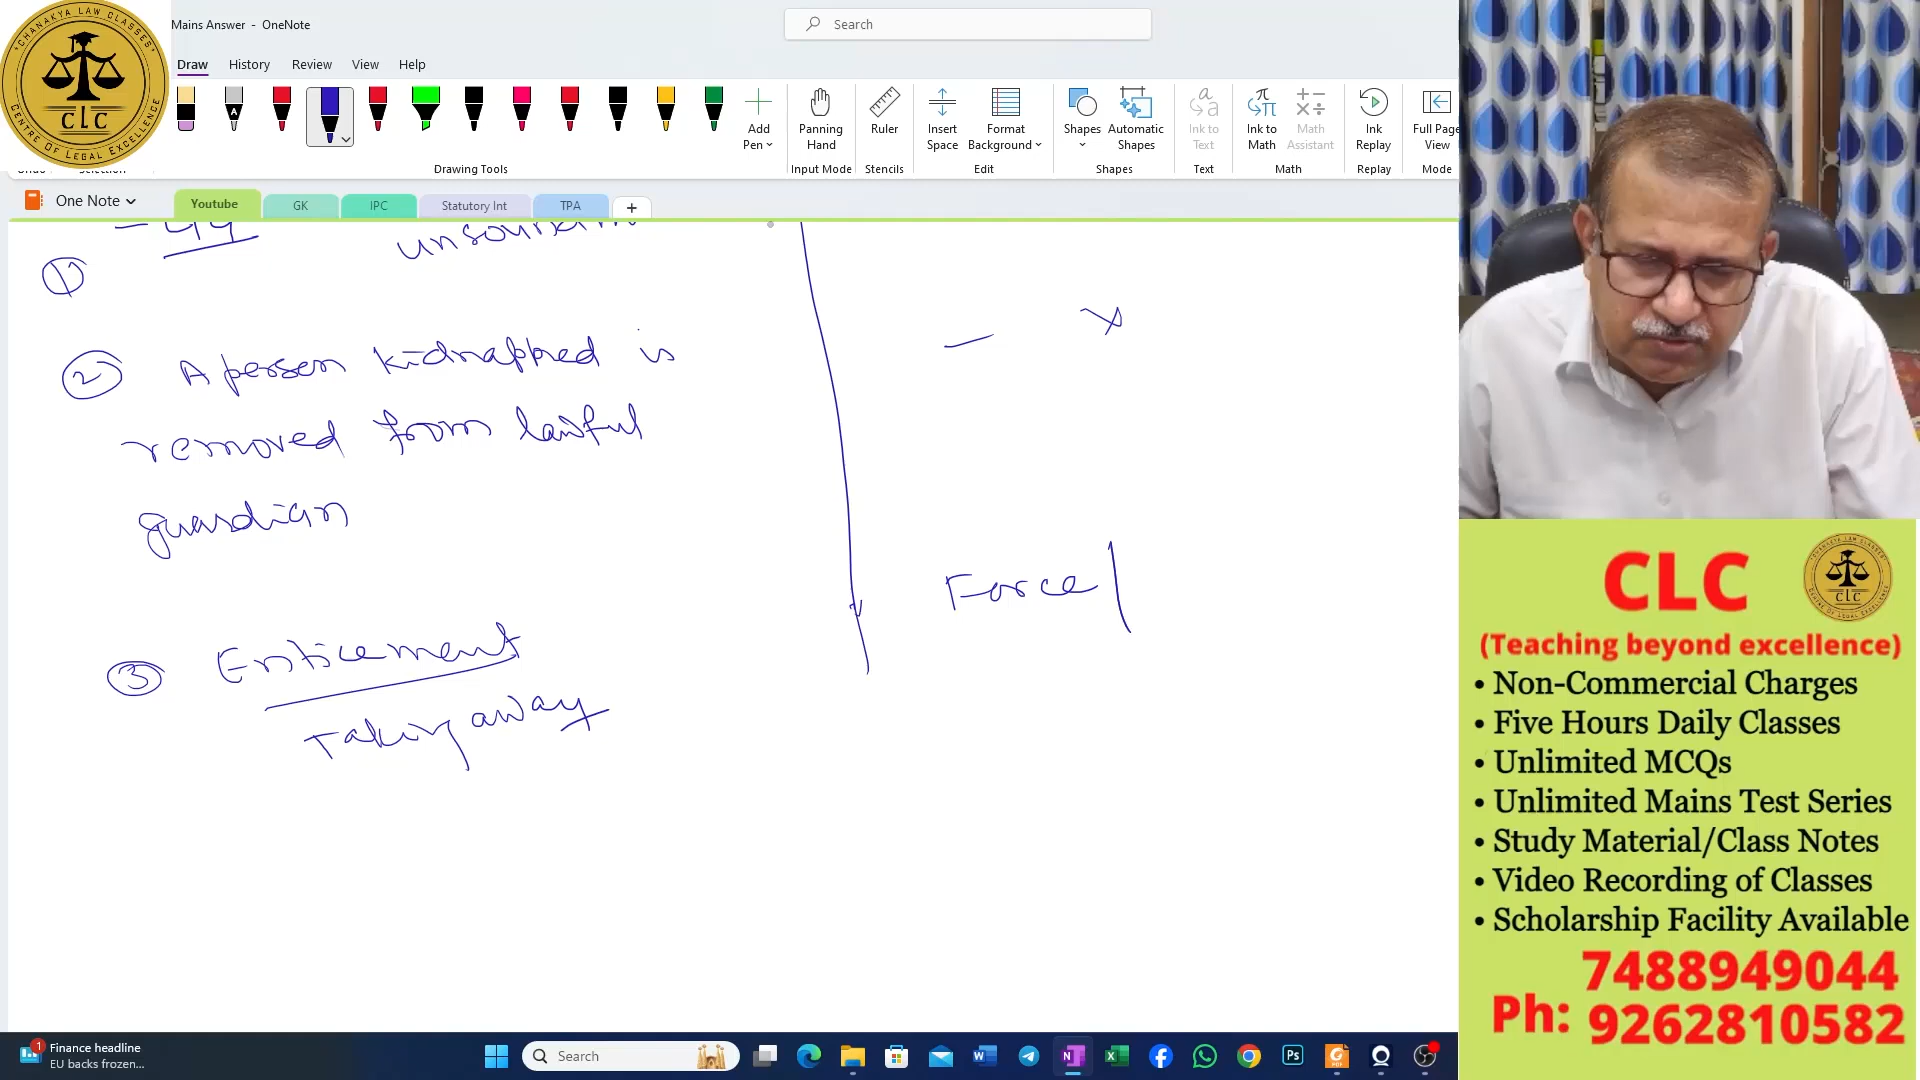 CHANAKYA LAW CLASSES
CLC
CENTRE OF LEGAL EXCELLENCE
Mains Answer - OneNote
Search
Draw
History
Review
View
Help
Add Pen
Panning Hand
Ruler
Insert Space
Format Background
Shapes
Automatic Shapes
Ink to Text
Ink to Math
Math Assistant
Ink Replay
Full Page View
Drawing Tools
Input Mode
Stencils
Edit
Shapes
Text
Math
Replay
Mode
One Note
Youtube
GK
IPC
Statutory Int
TPA
①
② A person kidnapped is
removed from lawful
guardian
③ Enticement
Taking away
x
Force
CLC
(Teaching beyond excellence)
• Non-Commercial Charges
• Five Hours Daily Classes
• Unlimited MCQs
• Unlimited Mains Test Series
• Study Material/Class Notes
• Video Recording of Classes
• Scholarship Facility Available
7488949044
Ph: 9262810582
1
Finance headline
EU backs frozen...
Search